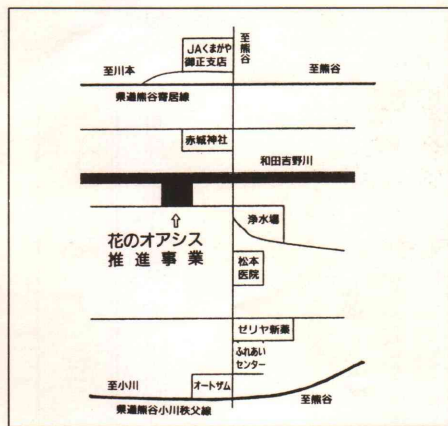 JAくまがや
御正支店
至熊谷
至川本
至熊谷
県道熊谷寄居線
赤城神社
和田吉野川
浄水場
花のオアシス
推進事業
松本
医院
ゼリヤ新薬
ふれあい
センター
至小川
オートザム
至熊谷
県道熊谷小川秩父線